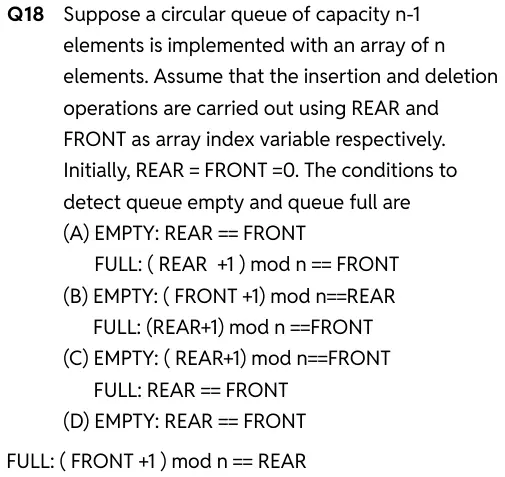 Q18 Suppose a circular queue of capacity n-1
elements is implemented with an array of n
elements. Assume that the insertion and deletion
operations are carried out using REAR and
FRONT as array index variable respectively.
Initially, REAR = FRONT =0. The conditions to
detect queue empty and queue full are
(A) EMPTY: REAR == FRONT
FULL: ( REAR +1 ) mod n == FRONT
(B) EMPTY: ( FRONT +1) mod n==REAR
FULL: (REAR+1) mod n ==FRONT
(C) EMPTY: ( REAR+1) mod n==FRONT
FULL: REAR == FRONT
(D) EMPTY: REAR == FRONT
FULL: ( FRONT +1 ) mod n == REAR